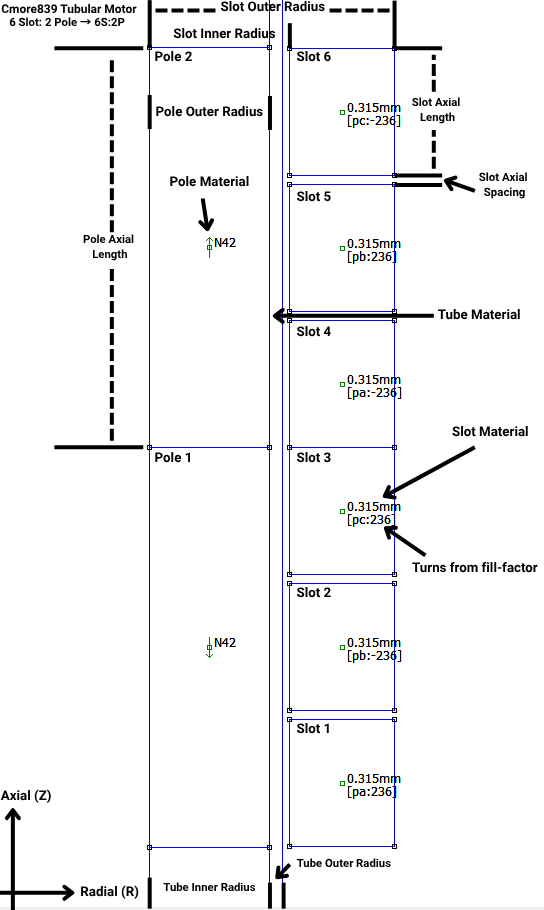 Cmore839 Tubular Motor
6 Slot: 2 Pole → 6S:2P
Slot Outer Radius
Slot Inner Radius
Pole 2
Slot 6
Pole Outer Radius
0.315mm
[pc:-236]
Slot Axial
Length
Pole Material
Slot Axial
Spacing
Slot 5
N42
0.315mm
[pb:236]
Pole Axial
Length
Tube Material
Slot 4
0.315mm
[pa:-236]
Slot Material
Pole 1
Slot 3
0.315mm
[pc:236]
Turns from fill-factor
Slot 2
N42
0.315mm
[pb:-236]
Slot 1
0.315mm
[pa:236]
Axial (Z)
Tube Outer Radius
Radial (R)
Tube Inner Radius